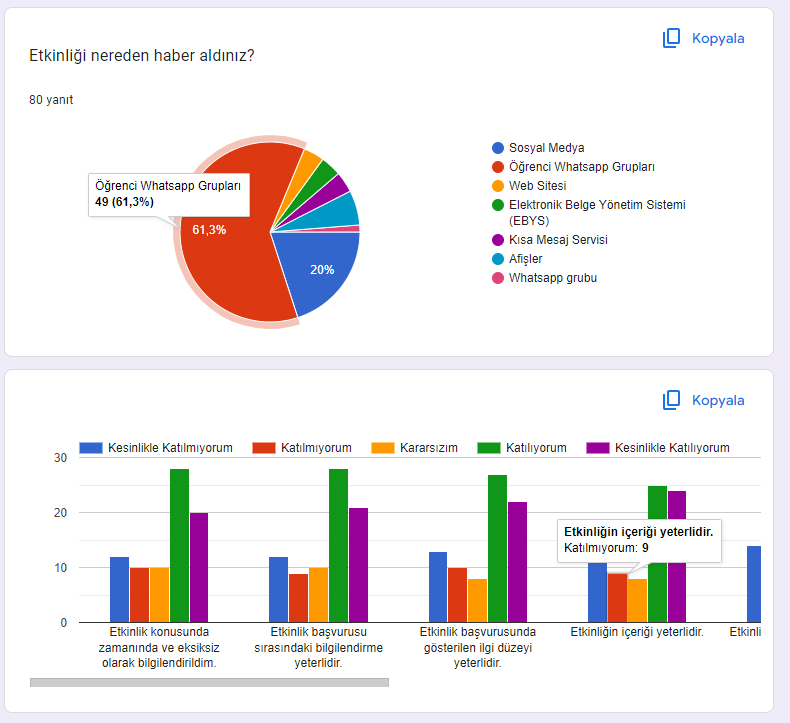 Kopyala
Etkinliği nereden haber aldınız?
80 yanıt
Öğrenci Whatsapp Grupları
49 (61,3%)
61,3%
20%
Sosyal Medya
Öğrenci Whatsapp Grupları
Web Sitesi
Elektronik Belge Yönetim Sistemi
(EBYS)
Kısa Mesaj Servisi
Afişler
Whatsapp grubu
Kopyala
Kesinlikle Katılmıyorum
Katılmıyorum
Kararsızım
Katılıyorum
Kesinlikle Katılıyorum
30
20
10
0
Etkinliğin içeriği yeterlidir.
Katılmıyorum: 9
Etkinlik konusunda
zamanında ve eksiksiz
olarak bilgilendirildim.
Etkinlik başvurusu
sırasındaki bilgilendirme
yeterlidir.
Etkinlik başvurusunda
gösterilen ilgi düzeyi
yeterlidir.
Etkinliğin içeriği yeterlidir.
Etkinli